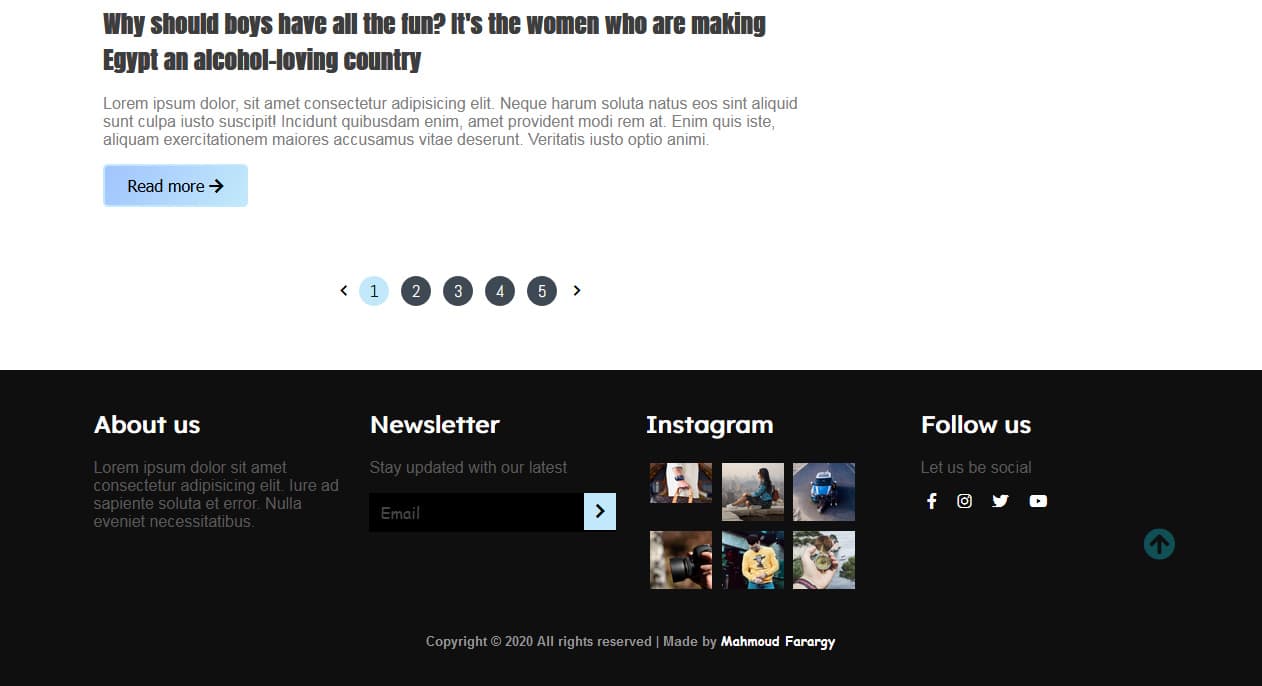 Why should boys have all the fun? It's the women who are making
Egypt an alcohol-loving country
Lorem ipsum dolor, sit amet consectetur adipisicing elit. Neque harum soluta natus eos sint aliquid
sunt culpa iusto suscipit! Incidunt quibusdam enim, amet provident modi rem at. Enim quis iste,
aliquam exercitationem maiores accusamus vitae deserunt. Veritatis iusto optio animi.
Read more
1 2 3 4 5
About us
Lorem ipsum dolor sit amet
consectetur adipisicing elit. Iure ad
sapiente soluta et error. Nulla
eveniet necessitatibus.
Newsletter
Stay updated with our latest
Email
Instagram
Follow us
Let us be social
Copyright © 2020 All rights reserved | Made by Mahmoud Farargy